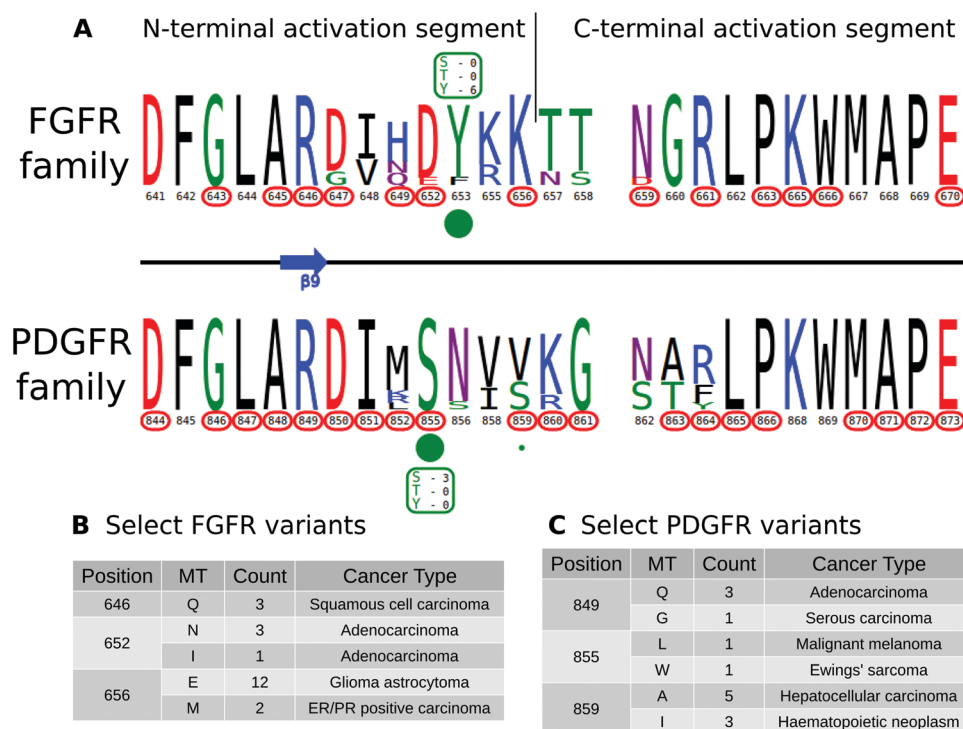 A N-terminal activation segment C-terminal activation segment
S - 0
T - 0
Y - 6
FGFR family
D F G L A R D I H D Y K K T T N G R L P K W M A P E
G V N E F R N S D
Q
641 642 643 644 645 646 647 648 649 652 653 655 656 657 658 659 660 661 662 663 665 666 667 668 669 670
β9
PDGFR family
D F G L A R D I M S N V V K G N A R L P K W M A P E
K S I S R S T F
L Y
844 845 846 847 848 849 850 851 852 855 856 858 859 860 861 862 863 864 865 866 868 869 870 871 872 873
S - 3
T - 0
Y - 0
B Select FGFR variants
Position MT Count Cancer Type
646 Q 3 Squamous cell carcinoma
652 N 3 Adenocarcinoma
I 1 Adenocarcinoma
656 E 12 Glioma astrocytoma
M 2 ER/PR positive carcinoma
C Select PDGFR variants
Position MT Count Cancer Type
849 Q 3 Adenocarcinoma
G 1 Serous carcinoma
855 L 1 Malignant melanoma
W 1 Ewings' sarcoma
859 A 5 Hepatocellular carcinoma
I 3 Haematopoietic neoplasm